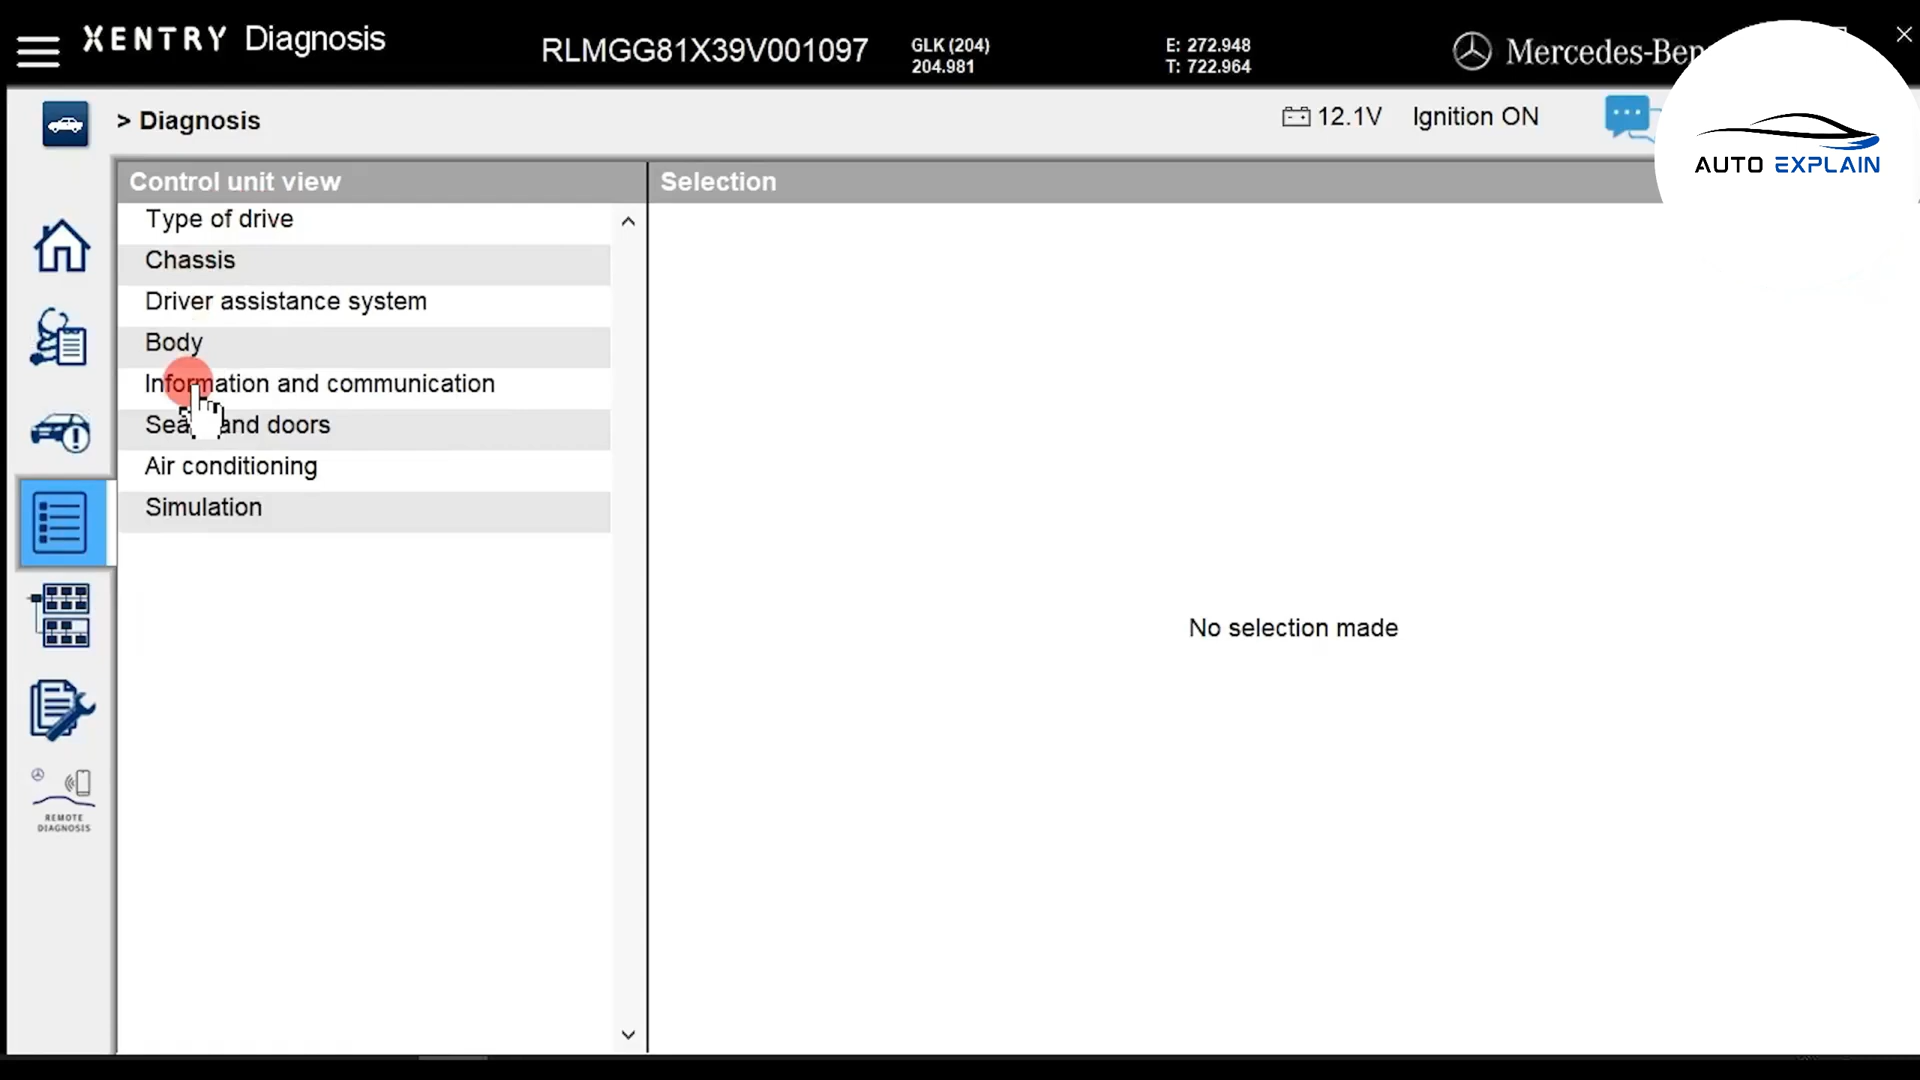 XENTRY Diagnosis
RLMGG81X39V001097
GLK (204)
204.981
E: 272.948
T: 722.964
Mercedes-Ben
> Diagnosis
12.1V
Ignition ON
AUTO EXPLAIN
Control unit view
Selection
Type of drive
Chassis
Driver assistance system
Body
Information and communication
and doors
Air conditioning
Simulation
No selection made
REMOTE
DIAGNOSIS